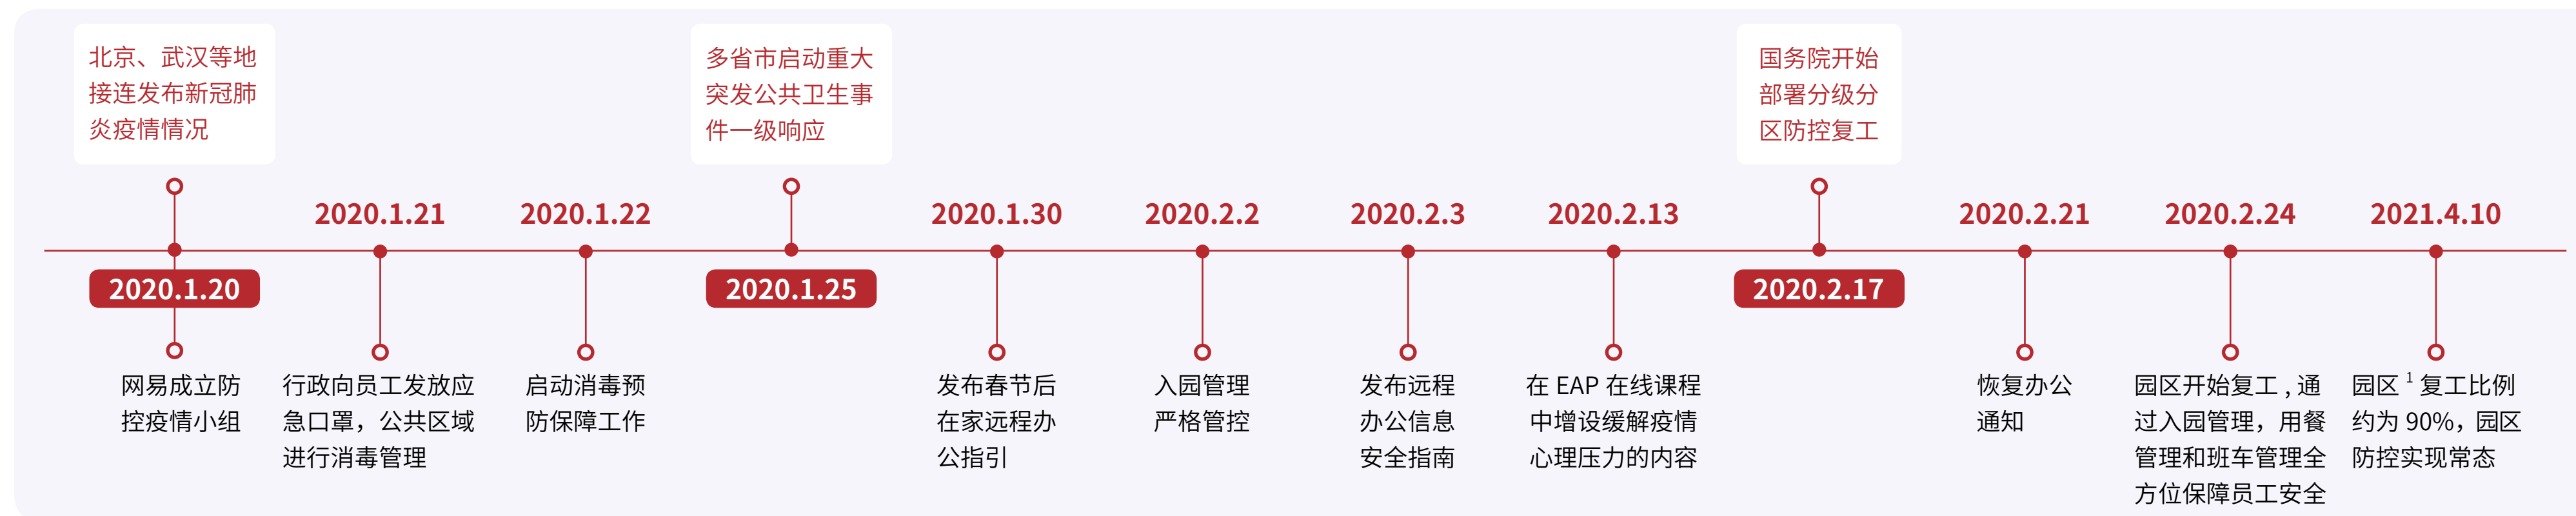 北京、武汉等地
接连发布新冠肺
炎疫情情况
2020.1.20
网易成立防
控疫情小组
2020.1.21
行政向员工发放应
急口罩，公共区域
进行消毒管理
2020.1.22
启动消毒预
防保障工作
多省市启动重大
突发公共卫生事
件一级响应
2020.1.25
2020.1.30
发布春节后
在家远程办
公指引
2020.2.2
入园管理
严格管控
2020.2.3
发布远程
办公信息
安全指南
2020.2.13
在 EAP 在线课程
中增设缓解疫情
心理压力的内容
国务院开始
部署分级分
区防控复工
2020.2.17
2020.2.21
恢复办公
通知
2020.2.24
园区开始复工 , 通
过入园管理，用餐
管理和班车管理全
方位保障员工安全
2021.4.10
园区 1 复工比例
约为 90%，园区
防控实现常态